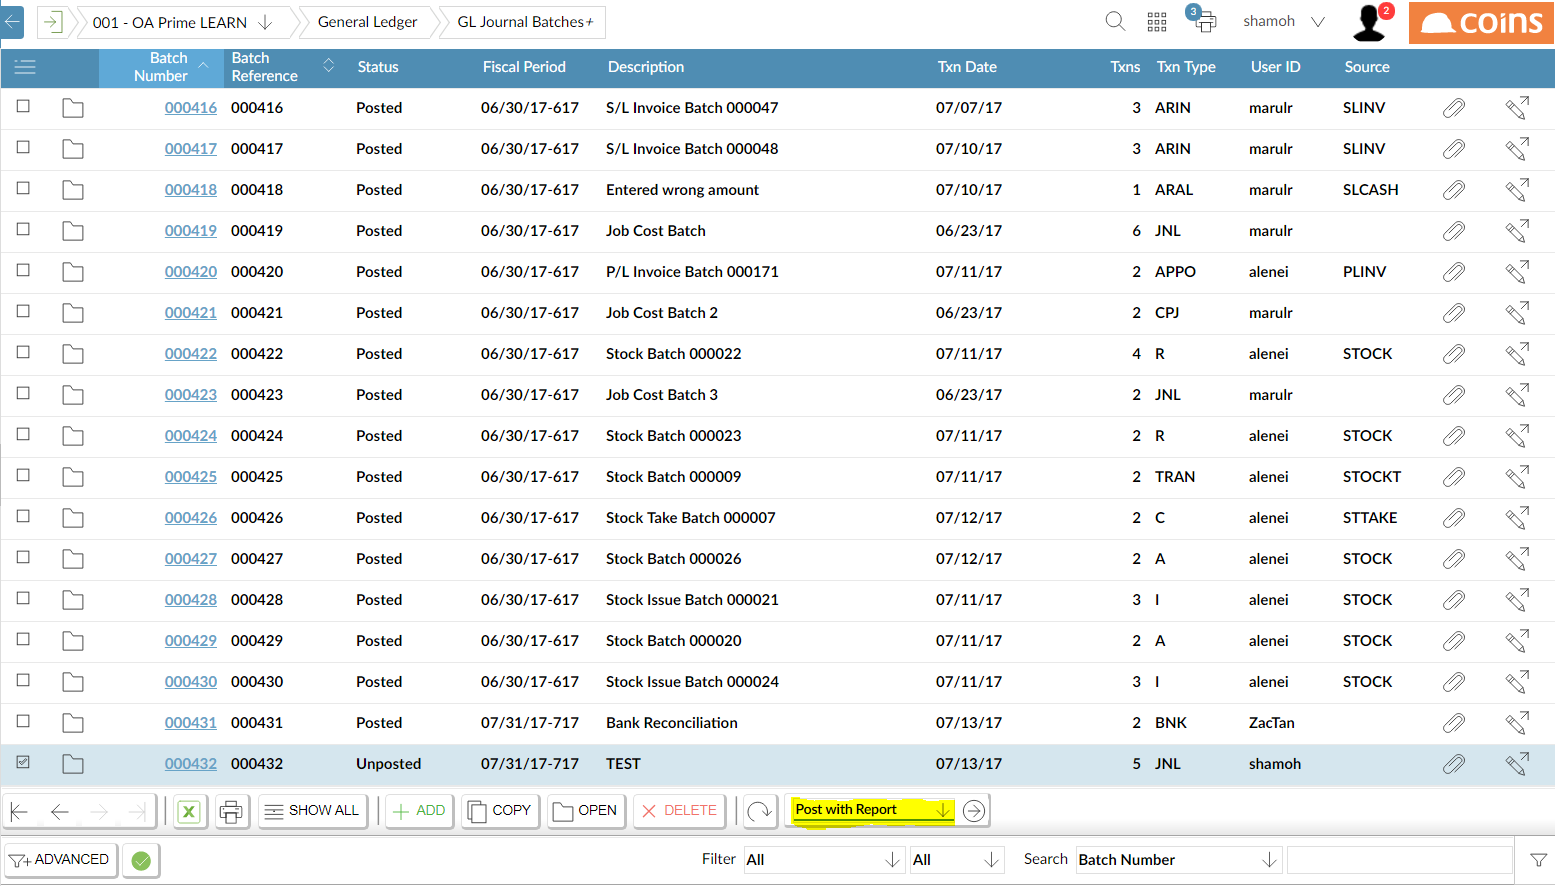 001 - OA Prime LEARN General Ledger GL Journal Batches+ 3 shamoh 2 coins
Batch Number Batch Reference Status Fiscal Period Description Txn Date Txns Txn Type User ID Source
000416 000416 Posted 06/30/17-617 S/L Invoice Batch 000047 07/07/17 3 ARIN marulr SLINV
000417 000417 Posted 06/30/17-617 S/L Invoice Batch 000048 07/10/17 3 ARIN marulr SLINV
000418 000418 Posted 06/30/17-617 Entered wrong amount 07/10/17 1 ARAL marulr SLCASH
000419 000419 Posted 06/30/17-617 Job Cost Batch 06/23/17 6 JNL marulr
000420 000420 Posted 06/30/17-617 P/L Invoice Batch 000171 07/11/17 2 APPO alenei PLINV
000421 000421 Posted 06/30/17-617 Job Cost Batch 2 06/23/17 2 CPJ marulr
000422 000422 Posted 06/30/17-617 Stock Batch 000022 07/11/17 4 R alenei STOCK
000423 000423 Posted 06/30/17-617 Job Cost Batch 3 06/23/17 2 JNL marulr
000424 000424 Posted 06/30/17-617 Stock Batch 000023 07/11/17 2 R alenei STOCK
000425 000425 Posted 06/30/17-617 Stock Batch 000009 07/11/17 2 TRAN alenei STOCKT
000426 000426 Posted 06/30/17-617 Stock Take Batch 000007 07/12/17 2 C alenei STTAKE
000427 000427 Posted 06/30/17-617 Stock Batch 000026 07/12/17 2 A alenei STOCK
000428 000428 Posted 06/30/17-617 Stock Issue Batch 000021 07/11/17 3 I alenei STOCK
000429 000429 Posted 06/30/17-617 Stock Batch 000020 07/11/17 2 A alenei STOCK
000430 000430 Posted 06/30/17-617 Stock Issue Batch 000024 07/11/17 3 I alenei STOCK
000431 000431 Posted 07/31/17-717 Bank Reconciliation 07/13/17 2 BNK ZacTan
000432 000432 Unposted 07/31/17-717 TEST 07/13/17 5 JNL shamoh
X SHOW ALL ADD COPY OPEN DELETE Post with Report
ADVANCED Filter All All Search Batch Number